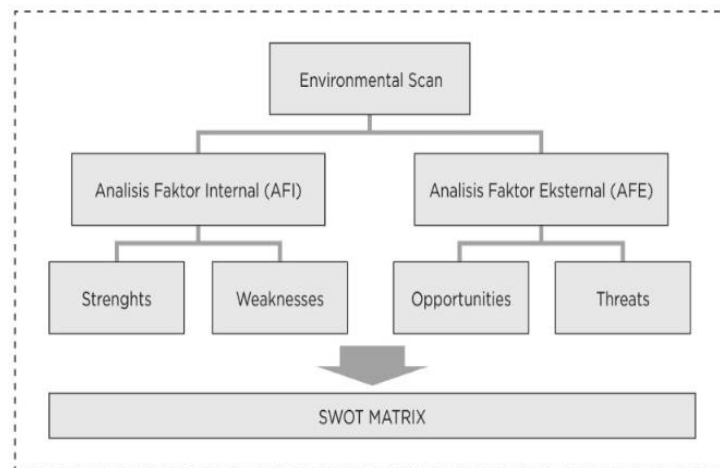 Environmental Scan
Analisis Faktor Internal (AFI)
Analisis Faktor Eksternal (AFE)
Strenghts
Weaknesses
Opportunities
Threats
SWOT MATRIX